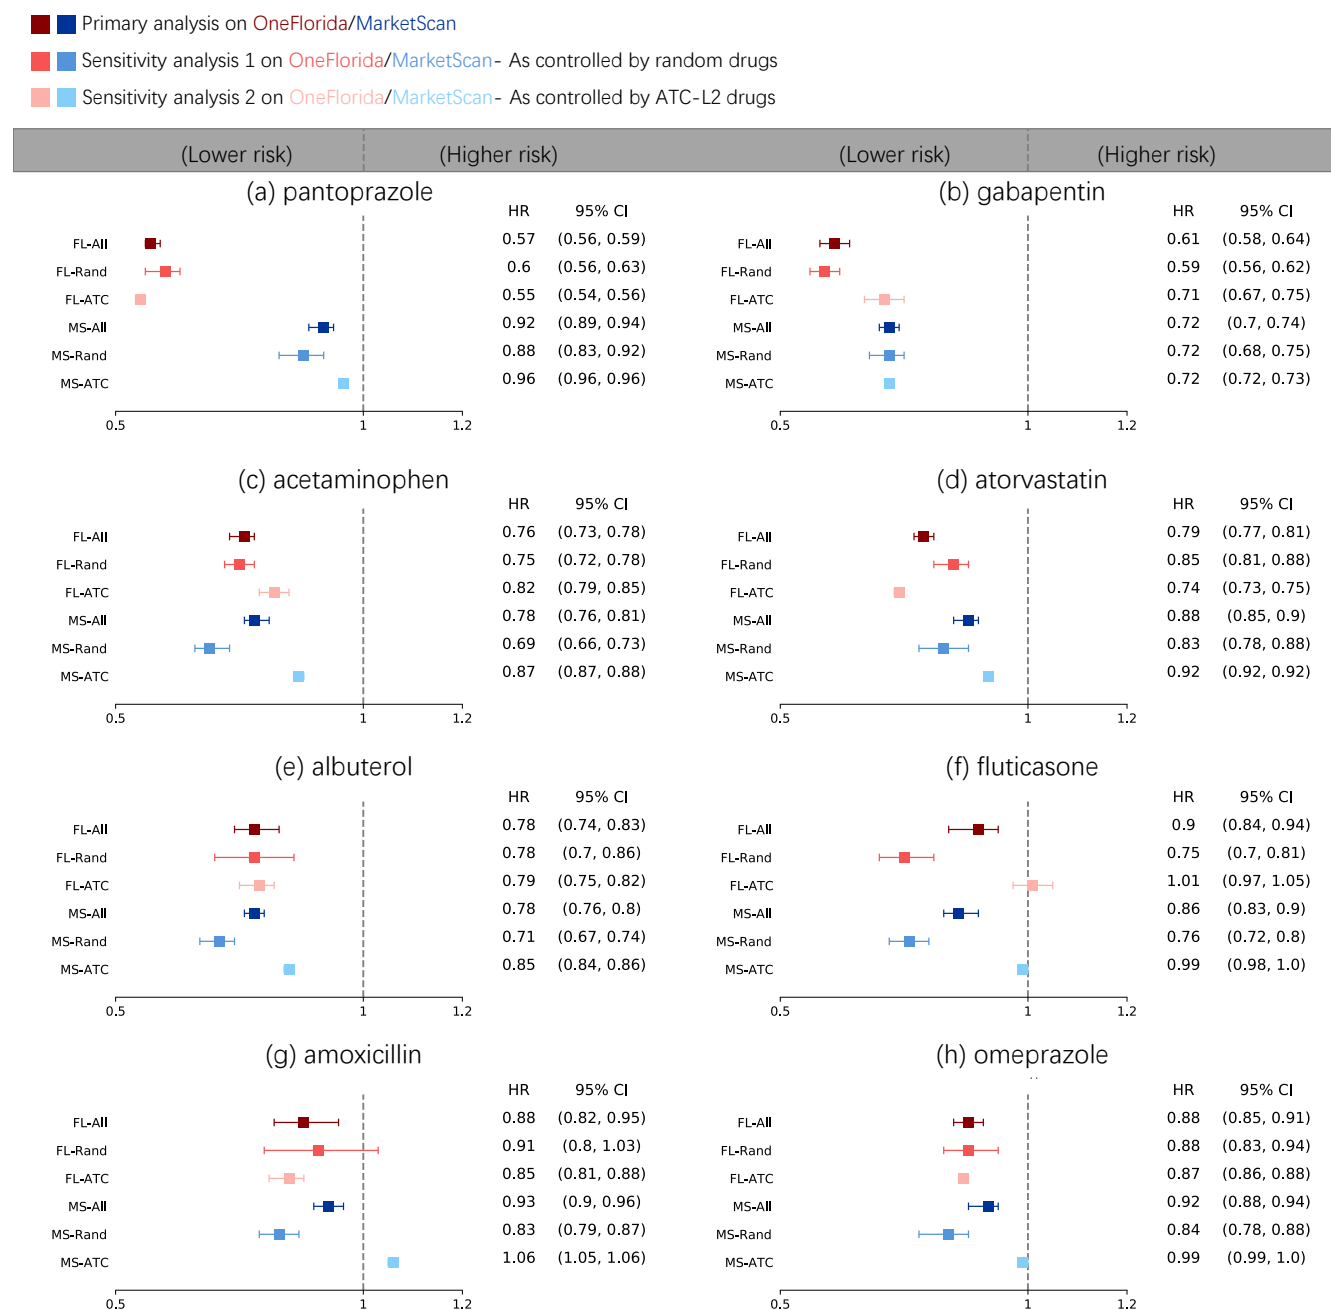 Primary analysis on OneFlorida/MarketScan
Sensitivity analysis 1 on OneFlorida/MarketScan- As controlled by random drugs
Sensitivity analysis 2 on OneFlorida/MarketScan- As controlled by ATC-L2 drugs
(Lower risk) (Higher risk) (Lower risk) (Higher risk)
(a) pantoprazole
HR 95% CI
FL-All 0.57 (0.56, 0.59)
FL-Rand 0.6 (0.56, 0.63)
FL-ATC 0.55 (0.54, 0.56)
MS-All 0.92 (0.89, 0.94)
MS-Rand 0.88 (0.83, 0.92)
MS-ATC 0.96 (0.96, 0.96)
0.5 1 1.2
(b) gabapentin
HR 95% CI
FL-All 0.61 (0.58, 0.64)
FL-Rand 0.59 (0.56, 0.62)
FL-ATC 0.71 (0.67, 0.75)
MS-All 0.72 (0.7, 0.74)
MS-Rand 0.72 (0.68, 0.75)
MS-ATC 0.72 (0.72, 0.73)
0.5 1 1.2
(c) acetaminophen
HR 95% CI
FL-All 0.76 (0.73, 0.78)
FL-Rand 0.75 (0.72, 0.78)
FL-ATC 0.82 (0.79, 0.85)
MS-All 0.78 (0.76, 0.81)
MS-Rand 0.69 (0.66, 0.73)
MS-ATC 0.87 (0.87, 0.88)
0.5 1 1.2
(d) atorvastatin
HR 95% CI
FL-All 0.79 (0.77, 0.81)
FL-Rand 0.85 (0.81, 0.88)
FL-ATC 0.74 (0.73, 0.75)
MS-All 0.88 (0.85, 0.9)
MS-Rand 0.83 (0.78, 0.88)
MS-ATC 0.92 (0.92, 0.92)
0.5 1 1.2
(e) albuterol
HR 95% CI
FL-All 0.78 (0.74, 0.83)
FL-Rand 0.78 (0.7, 0.86)
FL-ATC 0.79 (0.75, 0.82)
MS-All 0.78 (0.76, 0.8)
MS-Rand 0.71 (0.67, 0.74)
MS-ATC 0.85 (0.84, 0.86)
0.5 1 1.2
(f) fluticasone
HR 95% CI
FL-All 0.9 (0.84, 0.94)
FL-Rand 0.75 (0.7, 0.81)
FL-ATC 1.01 (0.97, 1.05)
MS-All 0.86 (0.83, 0.9)
MS-Rand 0.76 (0.72, 0.8)
MS-ATC 0.99 (0.98, 1.0)
0.5 1 1.2
(g) amoxicillin
HR 95% CI
FL-All 0.88 (0.82, 0.95)
FL-Rand 0.91 (0.8, 1.03)
FL-ATC 0.85 (0.81, 0.88)
MS-All 0.93 (0.9, 0.96)
MS-Rand 0.83 (0.79, 0.87)
MS-ATC 1.06 (1.05, 1.06)
0.5 1 1.2
(h) omeprazole
HR 95% CI
FL-All 0.88 (0.85, 0.91)
FL-Rand 0.88 (0.83, 0.94)
FL-ATC 0.87 (0.86, 0.88)
MS-All 0.92 (0.88, 0.94)
MS-Rand 0.84 (0.78, 0.88)
MS-ATC 0.99 (0.99, 1.0)
0.5 1 1.2